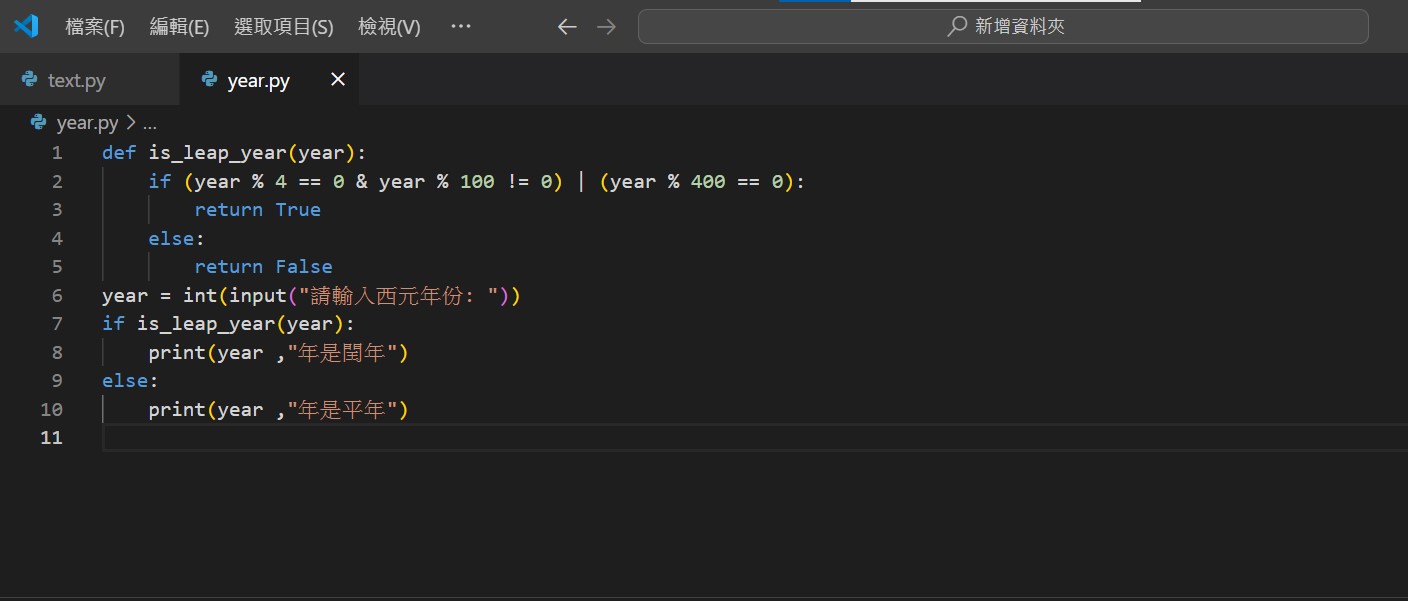 檔案(F) 編輯(E) 選取項目(S) 檢視(V) ··· ← → 新增資料夾
text.py year.py ×
year.py > ...
1 def is_leap_year(year):
2     if (year % 4 == 0 & year % 100 != 0) | (year % 400 == 0):
3         return True
4     else:
5         return False
6 year = int(input("請輸入西元年份: "))
7 if is_leap_year(year):
8     print(year ,"年是閏年")
9 else:
10     print(year ,"年是平年")
11